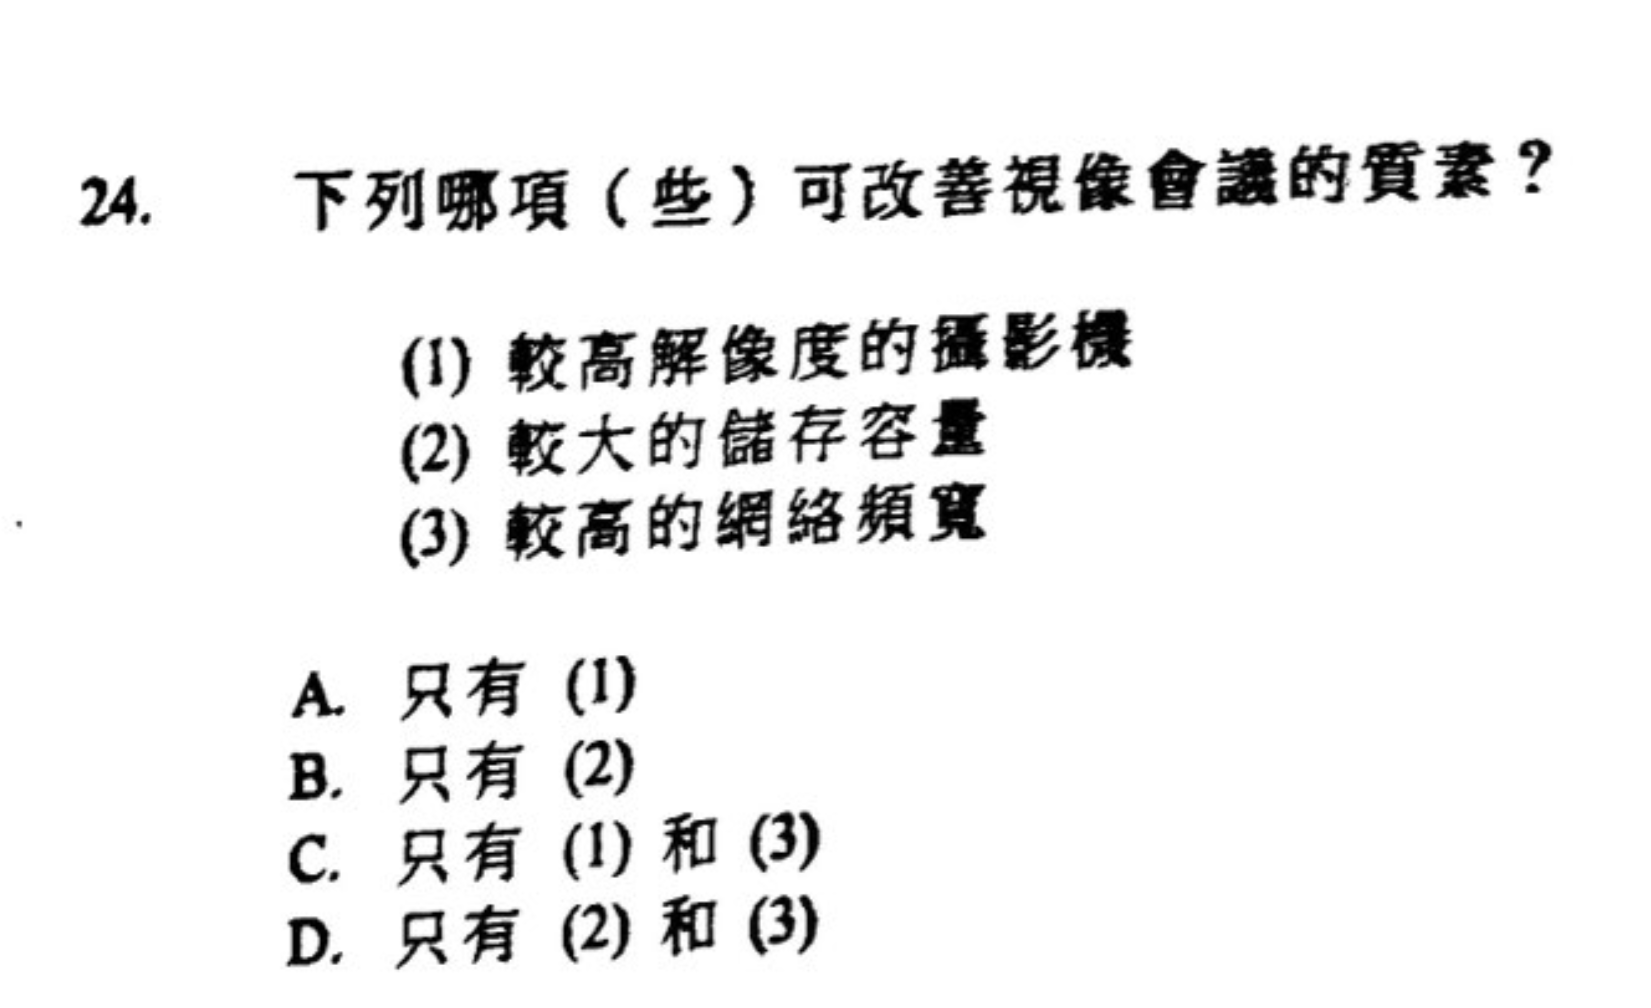 24. 下列哪項（些）可改善視像會議的質素？
(1) 較高解像度的攝影機
(2) 較大的儲存容量
(3) 較高的網絡頻寬
A. 只有 (1)
B. 只有 (2)
C. 只有 (1) 和 (3)
D. 只有 (2) 和 (3)